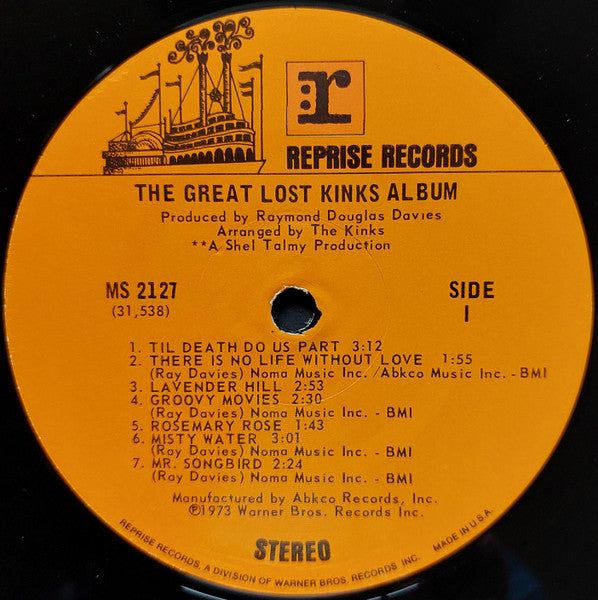 r
REPRISE RECORDS
THE GREAT LOST KINKS ALBUM
Produced by Raymond Douglas Davies
Arranged by The Kinks
**A Shel Talmy Production
MS 2127
(31,538)
SIDE
1
1. TIL DEATH DO US PART 3:12
2. THERE IS NO LIFE WITHOUT LOVE 1:55
(Ray Davies) Noma Music Inc. / Abkco Music Inc. - BMI
3. LAVENDER HILL 2:53
4. GROOVY MOVIES 2:30
(Ray Davies) Noma Music Inc. - BMI
5. ROSEMARY ROSE 1:43
6. MISTY WATER 3:01
(Ray Davies) Noma Music Inc. - BMI
7. MR. SONGBIRD 2:24
(Ray Davies) Noma Music Inc. - BMI
Manufactured by Abkco Records, Inc.
℗1973 Warner Bros. Records Inc.
STEREO
REPRISE RECORDS, A DIVISION OF WARNER BROS. RECORDS INC. MADE IN U.S.A.